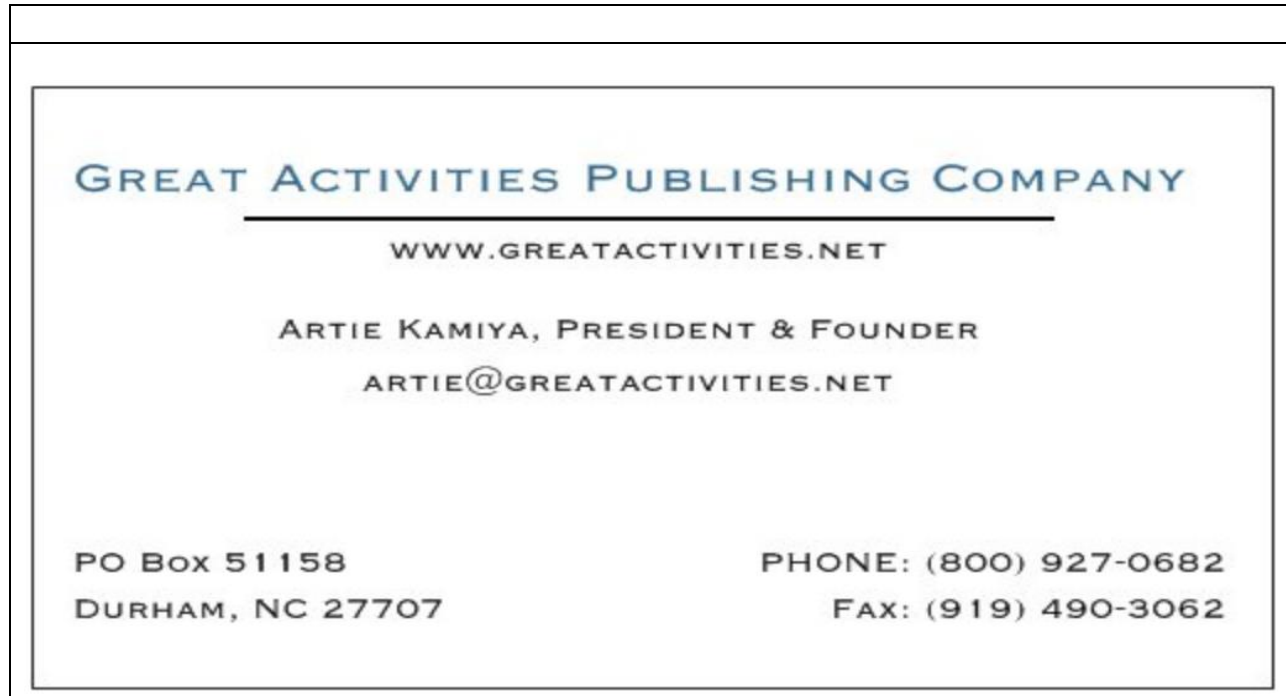 Great Activities Publishing Company
www.greatactivities.net
Artie Kamiya, President & Founder
artie@greatactivities.net
PO Box 51158
Durham, NC 27707
PHONE: (800) 927-0682
Fax: (919) 490-3062